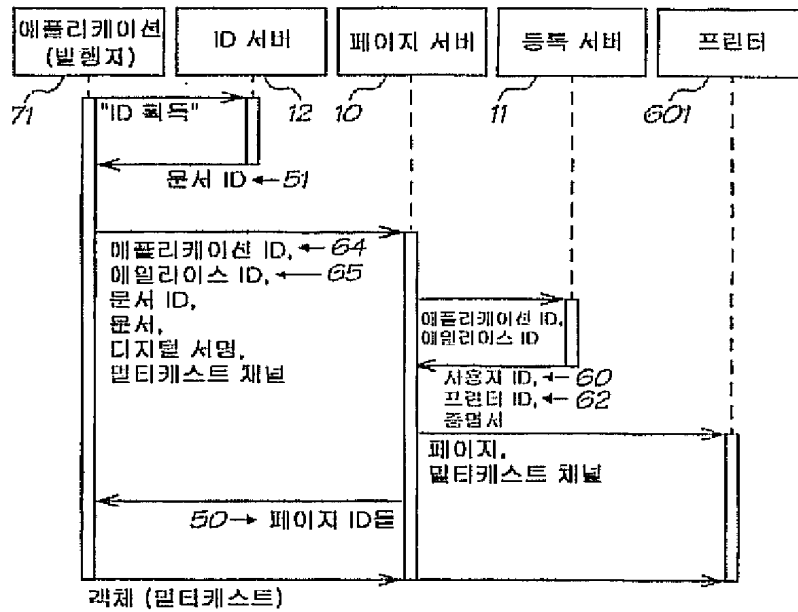 애플리케이션
(발행자)
ID 서버
페이지 서버
등록 서버
프린터
71
12
10
11
601
"ID 획득"
문서 ID ← 51
애플리케이션 ID, ← 64
에일리어스 ID, ← 65
문서 ID,
문서,
디지털 서명,
멀티캐스트 채널
애플리케이션 ID,
에일리어스 ID
사용자 ID, ← 60
프린터 ID, ← 62
증명서
페이지,
멀티캐스트 채널
50 → 페이지 ID들
객체 (멀티캐스트)